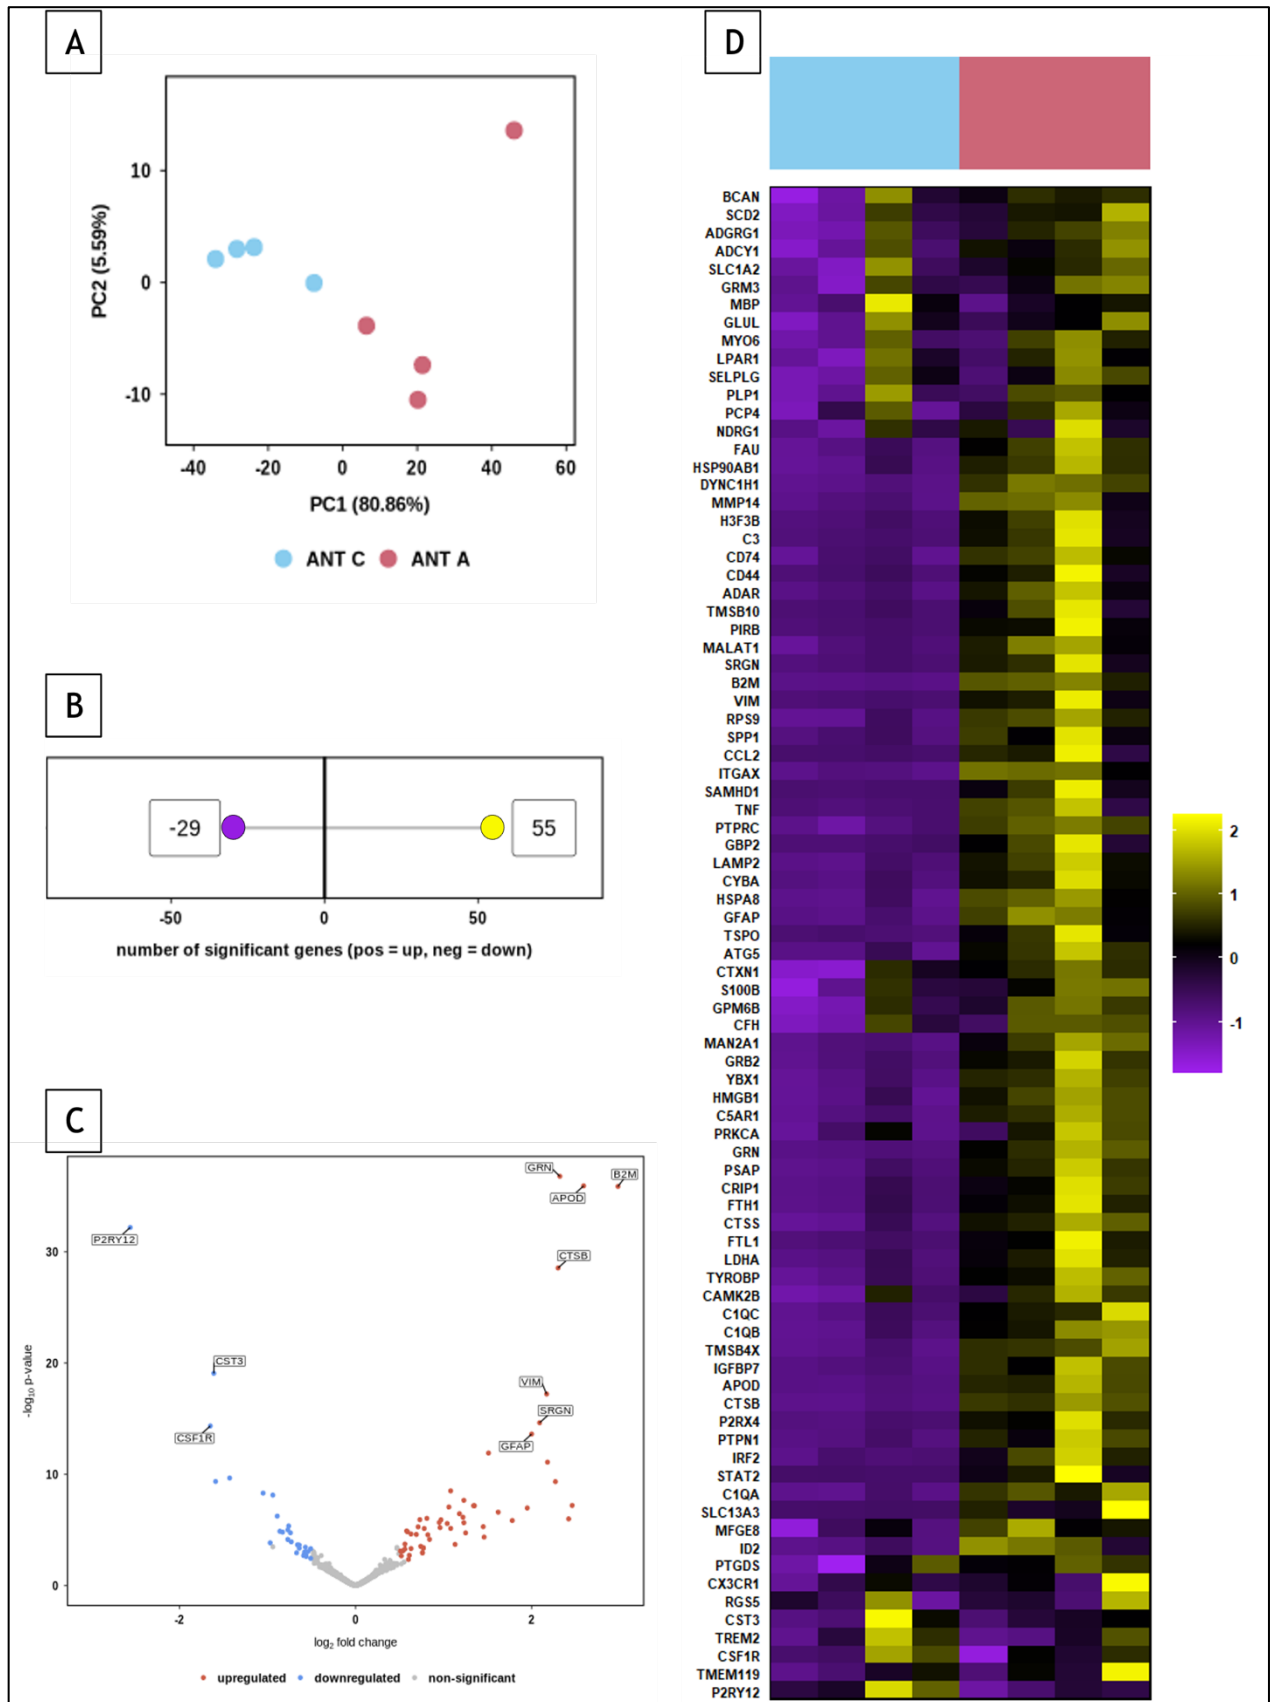 A
10
0
-10
PC2 (5.59%)
-40
-20
0
20
40
60
PC1 (80.86%)
ANT C
ANT A
B
-29
55
-50
0
50
number of significant genes (pos = up, neg = down)
C
GRN
B2M
APOD
P2RY12
CTSB
CST3
VIM
SRGN
CSF1R
GFAP
30
20
10
0
-log10 p-value
-2
0
2
log2 fold change
upregulated
downregulated
non-significant
D
BCAN
SCD2
ADGRG1
ADCY1
SLC1A2
GRM3
MBP
GLUL
MYO6
LPAR1
SELPLG
PLP1
PCP4
NDRG1
FAU
HSP90AB1
DYNC1H1
MMP14
H3F3B
C3
CD74
CD44
ADAR
TMSB10
PIRB
MALAT1
SRGN
B2M
VIM
RPS9
SPP1
CCL2
ITGAX
SAMHD1
TNF
PTPRC
GBP2
LAMP2
CYBA
HSPA8
GFAP
TSPO
ATG5
CTXN1
S100B
GPM6B
CFH
MAN2A1
GRB2
YBX1
HMGB1
C5AR1
PRKCA
GRN
PSAP
CRIP1
FTH1
CTSS
FTL1
LDHA
TYROBP
CAMK2B
C1QC
C1QB
TMSB4X
IGFBP7
APOD
CTSB
P2RX4
PTPN1
IRF2
STAT2
C1QA
SLC13A3
MFGE8
ID2
PTGDS
CX3CR1
RGS5
CST3
TREM2
CSF1R
TMEM119
P2RY12
2
1
0
-1